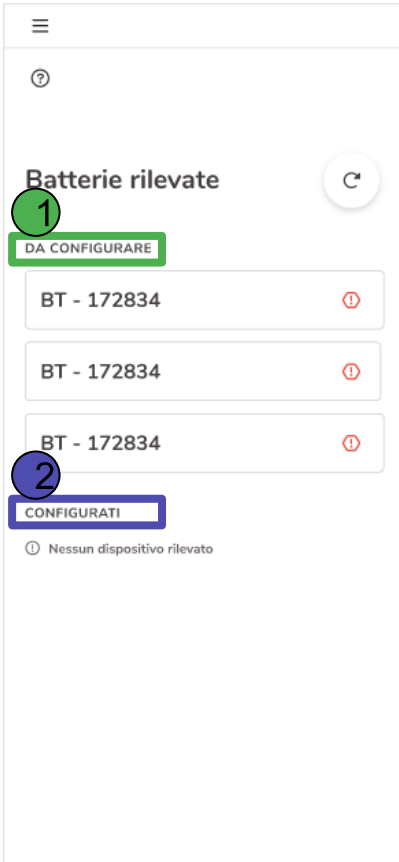 Batterie rilevate
1
DA CONFIGURARE
BT - 172834
BT - 172834
BT - 172834
2
CONFIGURATI
Nessun dispositivo rilevato